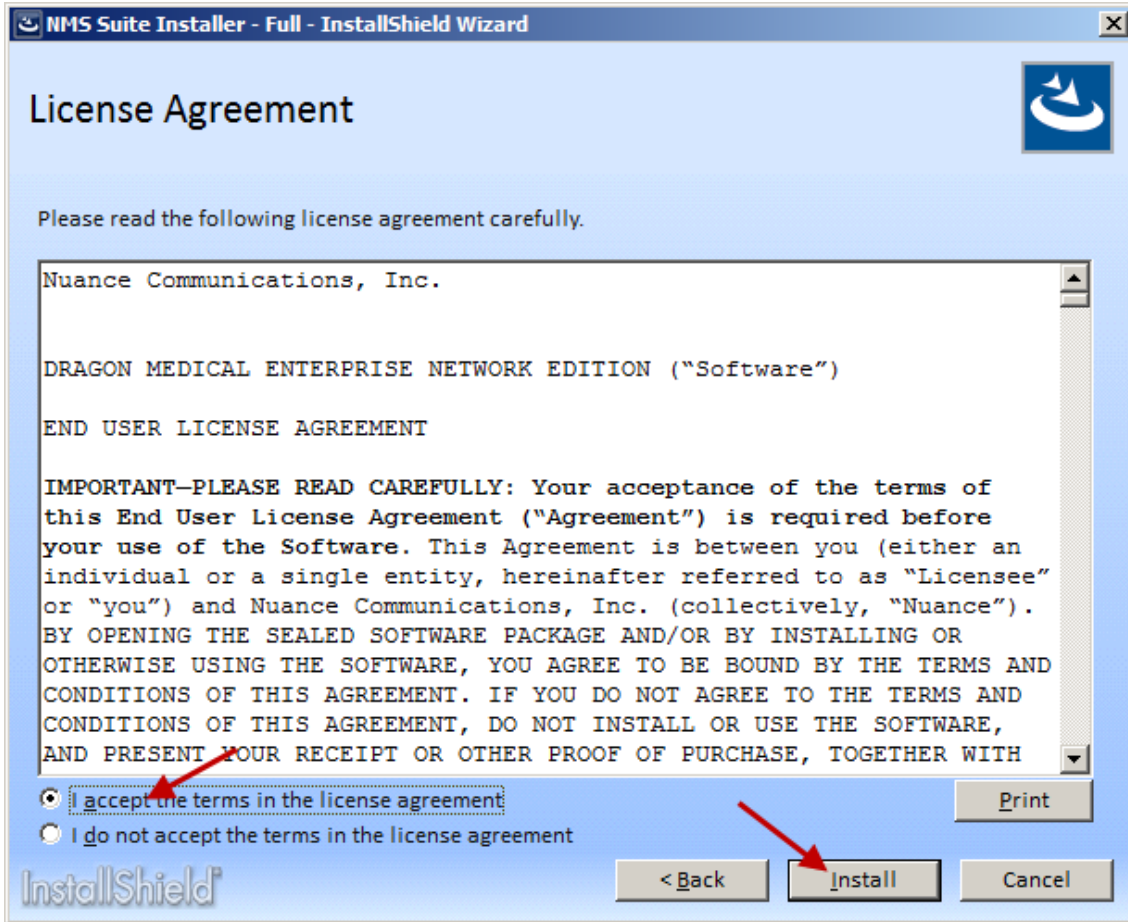 NMS Suite Installer - Full - InstallShield Wizard
License Agreement
Please read the following license agreement carefully.
Nuance Communications, Inc.
DRAGON MEDICAL ENTERPRISE NETWORK EDITION (“Software”)
END USER LICENSE AGREEMENT
IMPORTANT—PLEASE READ CAREFULLY: Your acceptance of the terms of
this End User License Agreement (“Agreement”) is required before
your use of the Software. This Agreement is between you (either an
individual or a single entity, hereinafter referred to as “Licensee”
or “you”) and Nuance Communications, Inc. (collectively, “Nuance”).
BY OPENING THE SEALED SOFTWARE PACKAGE AND/OR BY INSTALLING OR
OTHERWISE USING THE SOFTWARE, YOU AGREE TO BE BOUND BY THE TERMS AND
CONDITIONS OF THIS AGREEMENT. IF YOU DO NOT AGREE TO THE TERMS AND
CONDITIONS OF THIS AGREEMENT, DO NOT INSTALL OR USE THE SOFTWARE,
AND PRESENT YOUR RECEIPT OR OTHER PROOF OF PURCHASE, TOGETHER WITH
I accept the terms in the license agreement
Print
I do not accept the terms in the license agreement
InstallShield
< Back
Install
Cancel